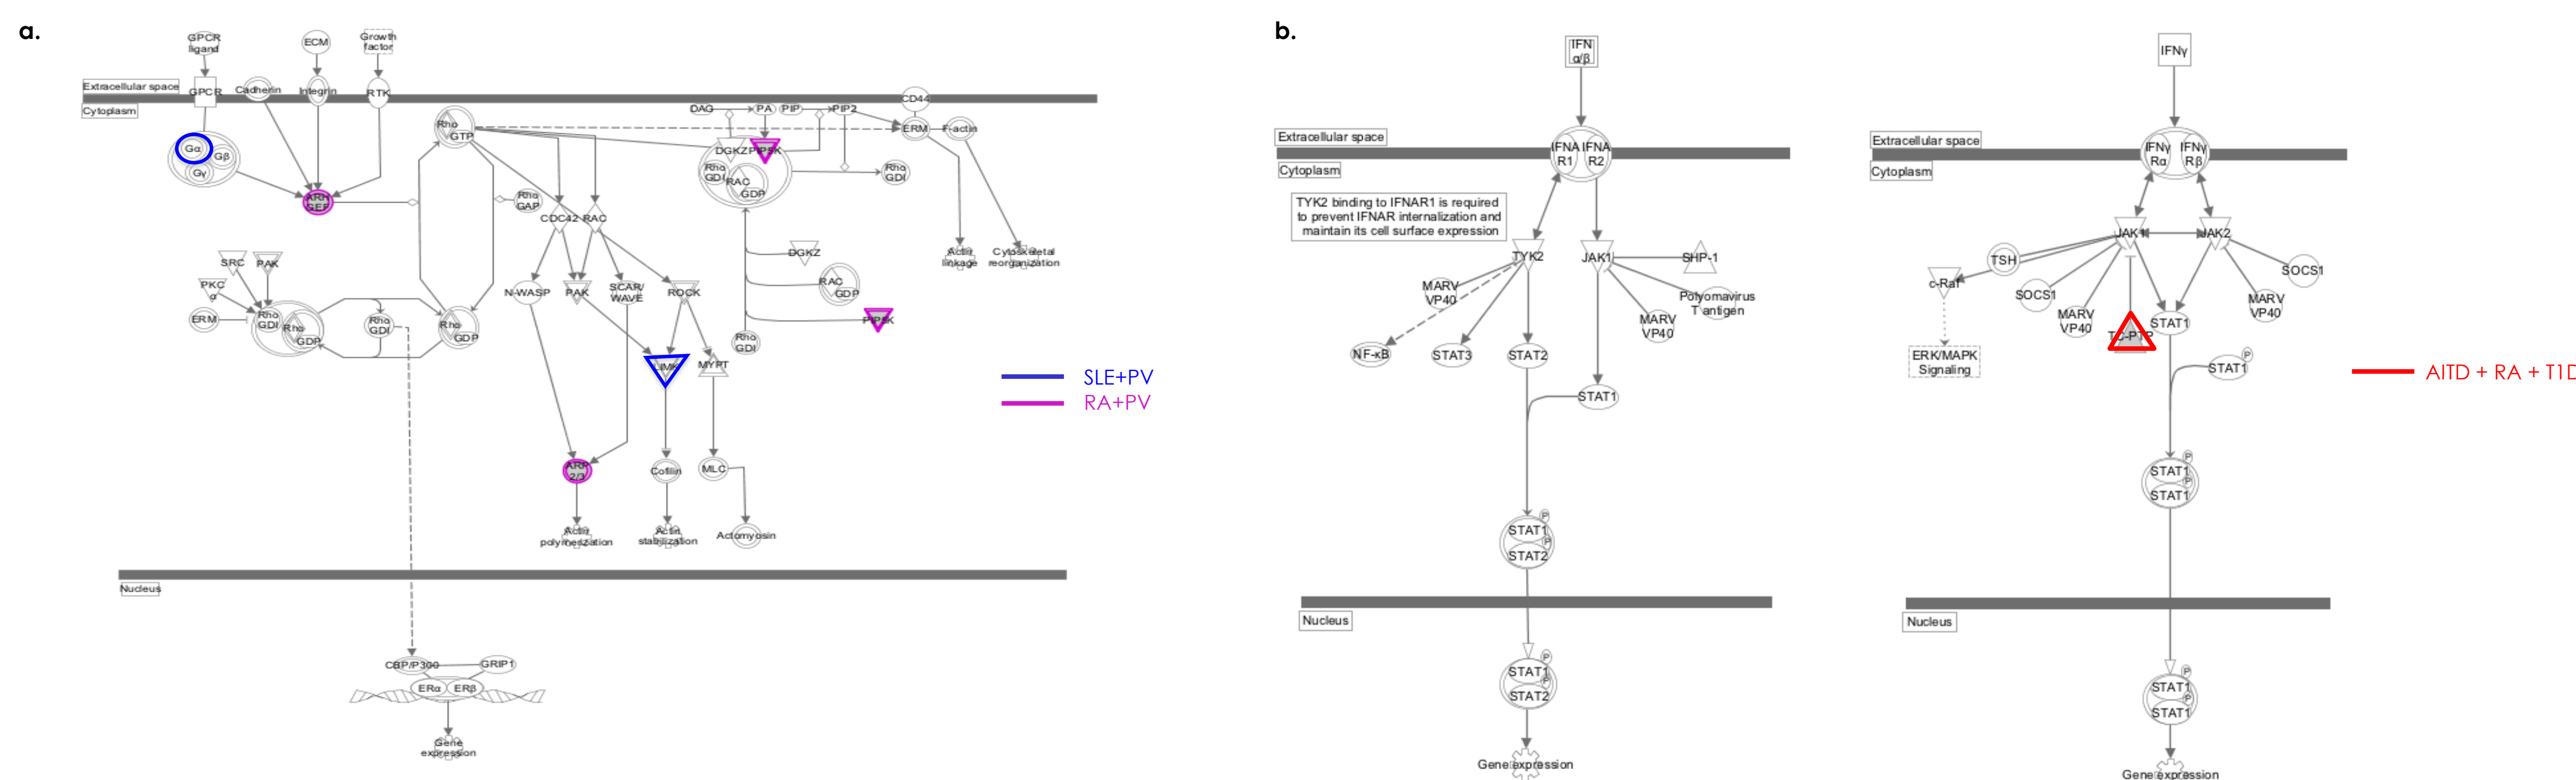 a.
GPCR
ligand
ECM
Growth
factor
Extracellular space
GPCR
Cadherin
Integrin
RTK
Cytoplasm
Gα
Gβ
Gγ
ARH
GEF
Rho
GTP
Rho
GAP
DAG
PA
PIP
PIP2
CD44
ERM
F-actin
DGKZ
PIP5K
Rho
GDI
RAC
GDP
Rho
GDI
CDC42
RAC
Actin
linkage
Cytoskeletal
reorganization
DGKZ
RAC
GDP
PIP5K
Rho
GDI
SRC
PAK
PKC
α
ERM
Rho
GDI
Rho
GDP
Rho
GDI
Rho
GDP
N-WASP
PAK
SCAR/
WAVE
ROCK
LIMK
MYPT
ARP
2/3
Cofilin
MLC
Actin
polymerization
Actin
stabilization
Actomyosin
SLE+PV
RA+PV
Nucleus
CBP/P300
GRIP1
ERα
ERβ
Gene
expression
b.
IFN
α/β
Extracellular space
IFNA
R1
IFNA
R2
Cytoplasm
TYK2 binding to IFNAR1 is required
to prevent IFNAR internalization and
maintain its cell surface expression
TYK2
JAK1
SHP-1
MARV
VP40
Polyomavirus
T antigen
MARV
VP40
NF-κB
STAT3
STAT2
STAT1
P
STAT1
P
STAT2
Nucleus
P
STAT1
P
STAT2
Gene expression
IFNγ
Extracellular space
IFNγ
Rα
IFNγ
Rβ
Cytoplasm
JAK1
JAK2
TSH
c-Raf
SOCS1
MARV
VP40
TC-PTP
STAT1
MARV
VP40
SOCS1
ERK/MAPK
Signaling
P
STAT1
P
STAT1
P
STAT1
Nucleus
P
STAT1
P
STAT1
Gene expression
AITD + RA + T1D